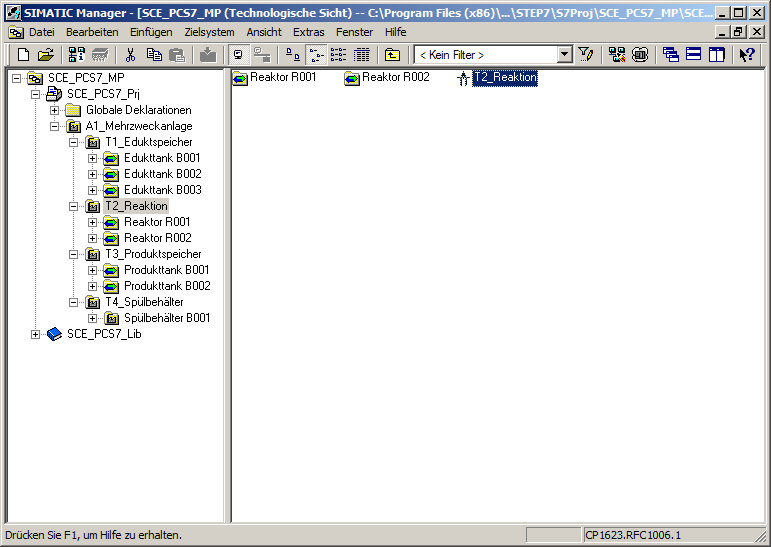 SIMATIC Manager - [SCE_PCS7_MP (Technologische Sicht) -- C:\Program Files (x86)\...\STEP7\S7Proj\SCE_PCS7_MP\SCE...
Datei Bearbeiten Einfügen Zielsystem Ansicht Extras Fenster Hilfe
< Kein Filter >
SCE_PCS7_MP
SCE_PCS7_Prj
Globale Deklarationen
A1_Mehrzweckanlage
T1_Eduktspeicher
Edukttank B001
Edukttank B002
Edukttank B003
T2_Reaktion
Reaktor R001
Reaktor R002
T3_Produktspeicher
Produkttank B001
Produkttank B002
T4_Spülbehälter
Spülbehälter B001
SCE_PCS7_Lib
Reaktor R001 Reaktor R002 T2_Reaktion
Drücken Sie F1, um Hilfe zu erhalten. CP1623.RFC1006.1